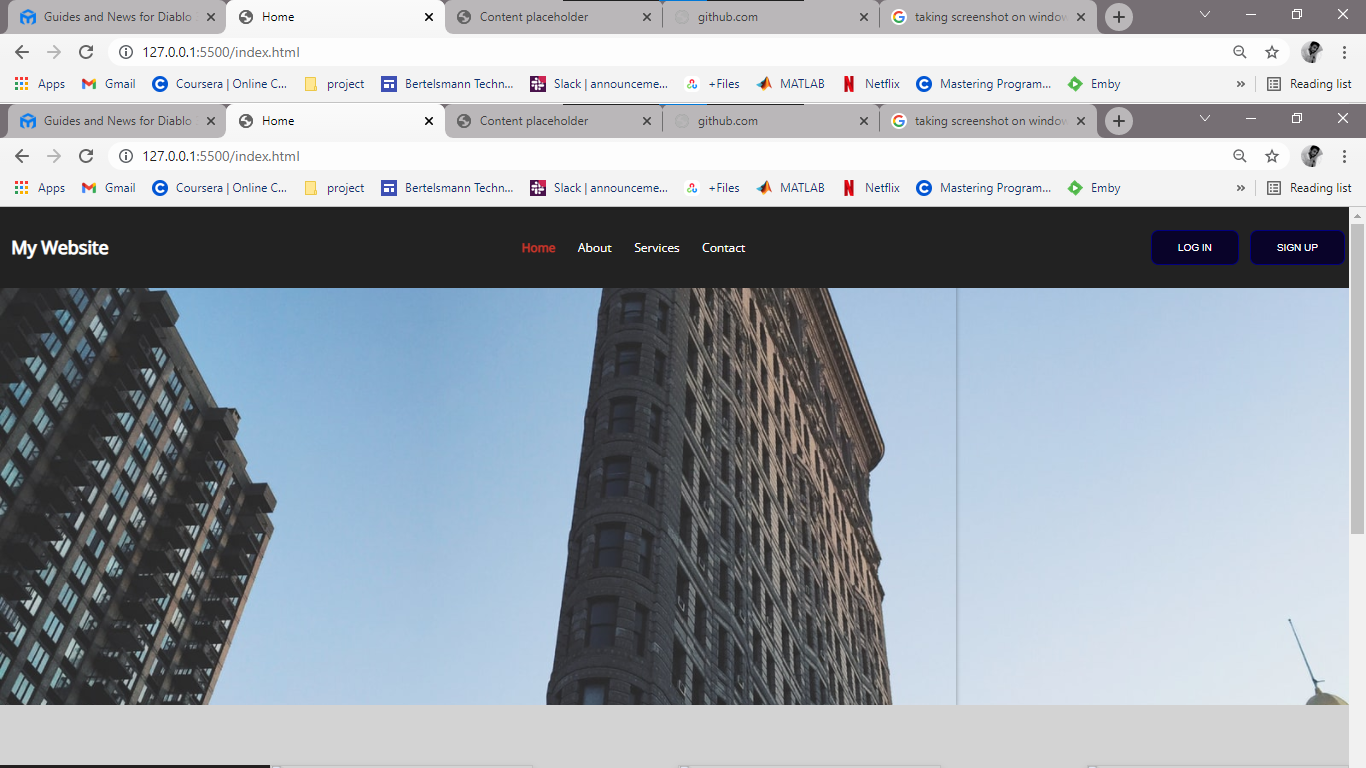 Guides and News for Diablo
Home
Content placeholder
github.com
taking screenshot on window
127.0.0.1:5500/index.html
Apps
Gmail
Coursera | Online C...
project
Bertelsmann Techn...
Slack | announceme...
+Files
MATLAB
Netflix
Mastering Program...
Emby
»
Reading list
Guides and News for Diablo
Home
Content placeholder
github.com
taking screenshot on window
127.0.0.1:5500/index.html
Apps
Gmail
Coursera | Online C...
project
Bertelsmann Techn...
Slack | announceme...
+Files
MATLAB
Netflix
Mastering Program...
Emby
»
Reading list
My Website
Home
About
Services
Contact
LOG IN
SIGN UP